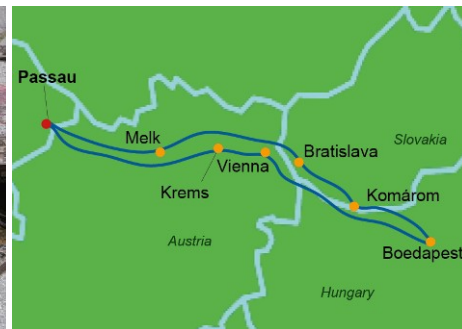 Passau
Melk
Bratislava
Slovakia
Vienna
Krems
Komárom
Austria
Boedapest
Hungary